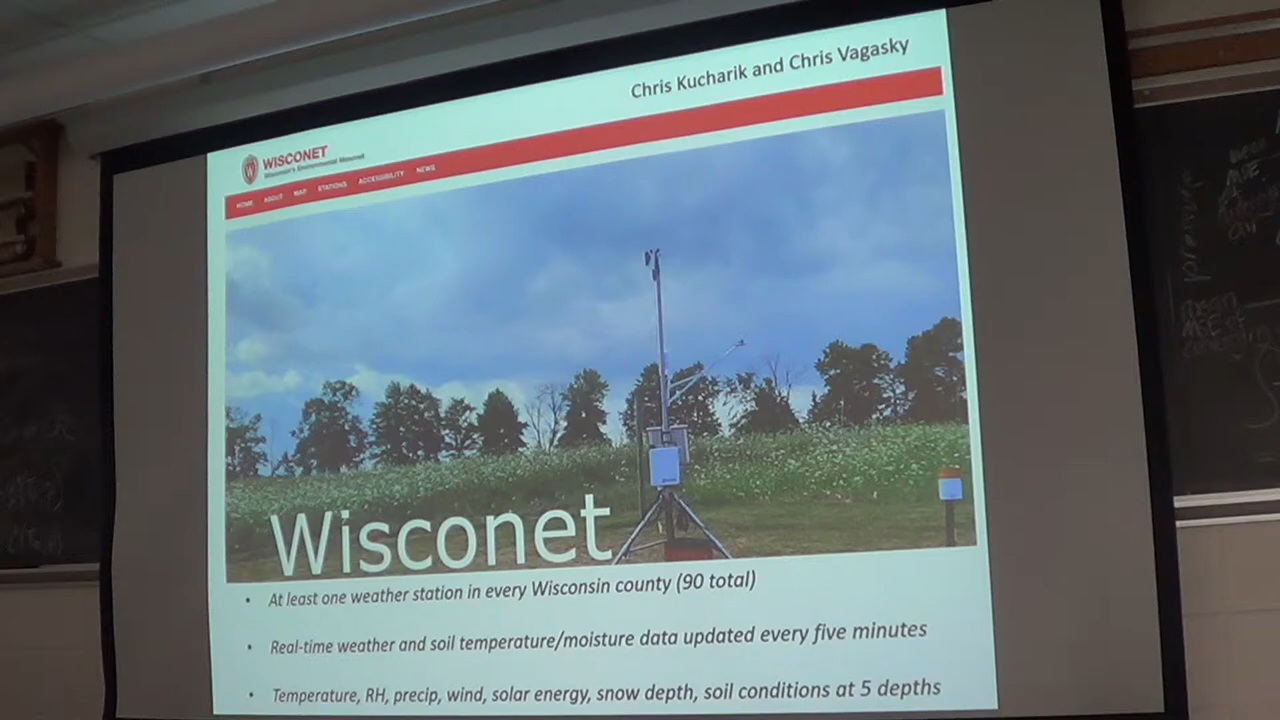 Chris Kucharik and Chris Vagasky
WISCONET
Wisconsin's Environmental Mesonet
HOME ABOUT MAP STATIONS ACCESSIBILITY NEWS
Wisconet
• At least one weather station in every Wisconsin county (90 total)
• Real-time weather and soil temperature/moisture data updated every five minutes
• Temperature, RH, precip, wind, solar energy, snow depth, soil conditions at 5 depths